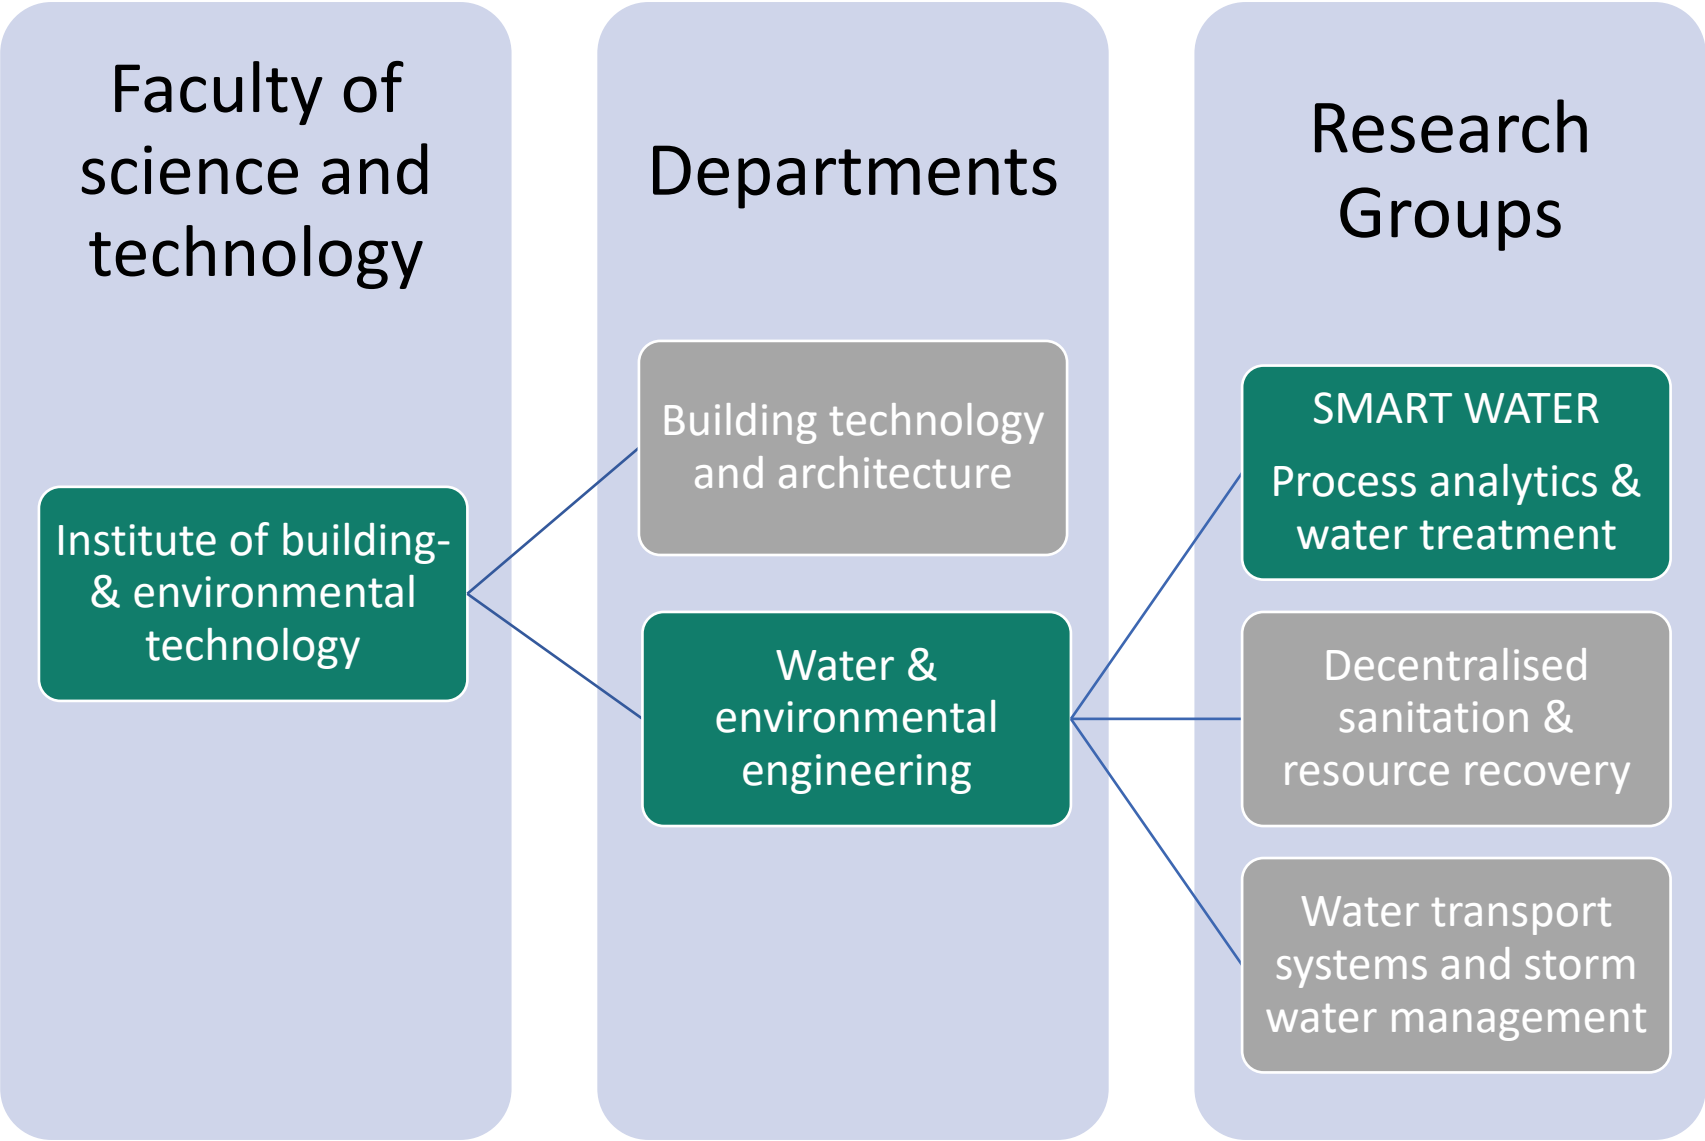 Faculty of
science and
technology
Institute of building-
& environmental
technology
Departments
Building technology
and architecture
Water &
environmental
engineering
Research
Groups
SMART WATER
Process analytics &
water treatment
Decentralised
sanitation &
resource recovery
Water transport
systems and storm
water management